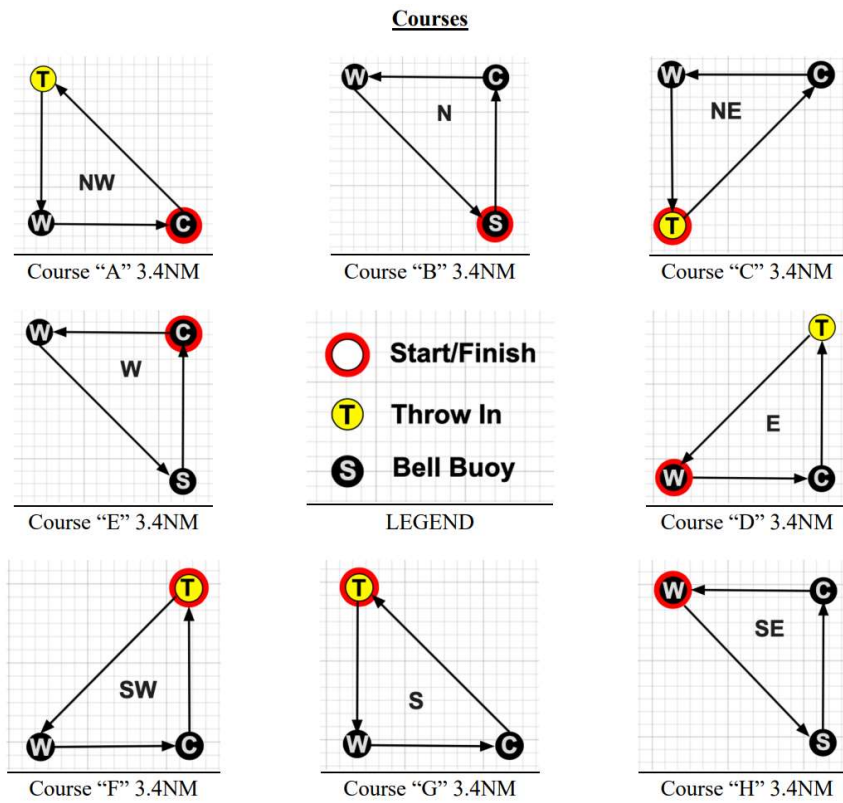 Courses
T
NW
W
C
Course “A” 3.4NM
W
C
N
S
Course “B” 3.4NM
W
C
NE
T
Course “C” 3.4NM
W
C
W
S
Course “E” 3.4NM
Start/Finish
T Throw In
S Bell Buoy
LEGEND
T
E
W
C
Course “D” 3.4NM
T
SW
W
C
Course “F” 3.4NM
T
S
W
C
Course “G” 3.4NM
W
C
SE
S
Course “H” 3.4NM